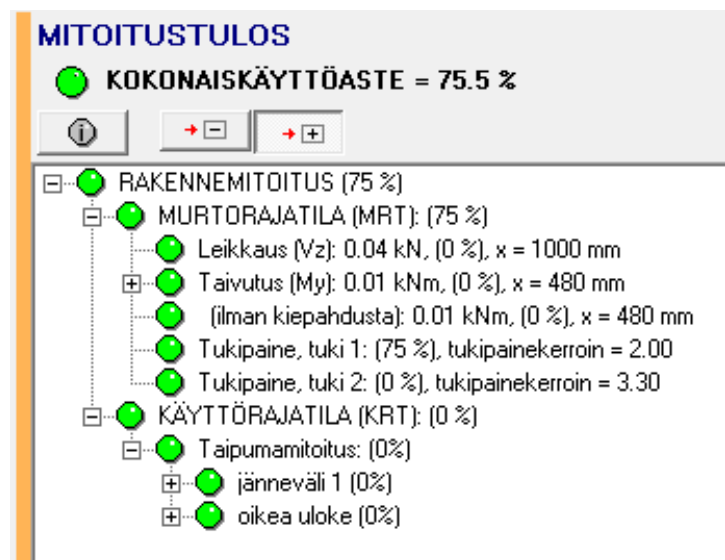 MITOITUSTULOS
KOKONAISKÄYTTÖASTE = 75.5 %
RAKENNEMITOITUS (75 %)
MURTORAJATILA (MRT): (75 %)
Leikkaus (Vz): 0.04 kN, (0 %), x = 1000 mm
Taivutus (My): 0.01 kNm, (0 %), x = 480 mm
(ilman kiepahdusta): 0.01 kNm, (0 %), x = 480 mm
Tukipaine, tuki 1: (75 %), tukipainekerroin = 2.00
Tukipaine, tuki 2: (0 %), tukipainekerroin = 3.30
KÄYTTÖRAJATILA (KRT): (0 %)
Taipumamitoitus: (0%)
jänneväli 1 (0%)
oikea uloke (0%)